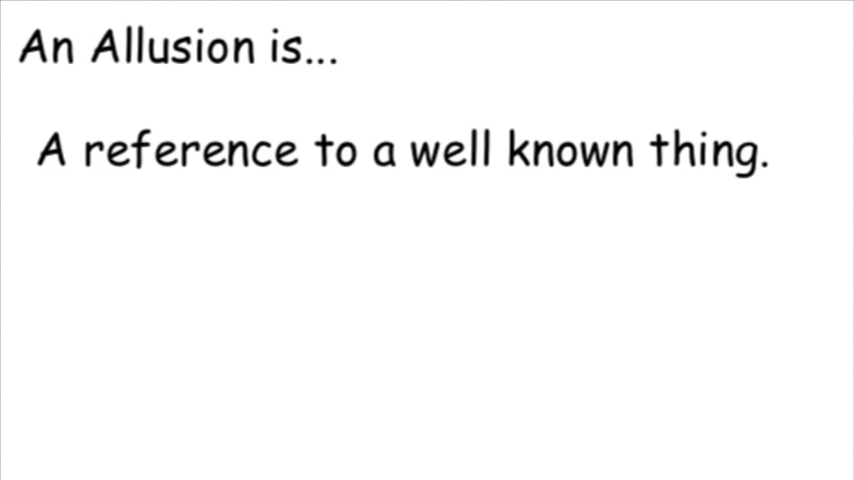 An Allusion is...
A reference to a well known thing.